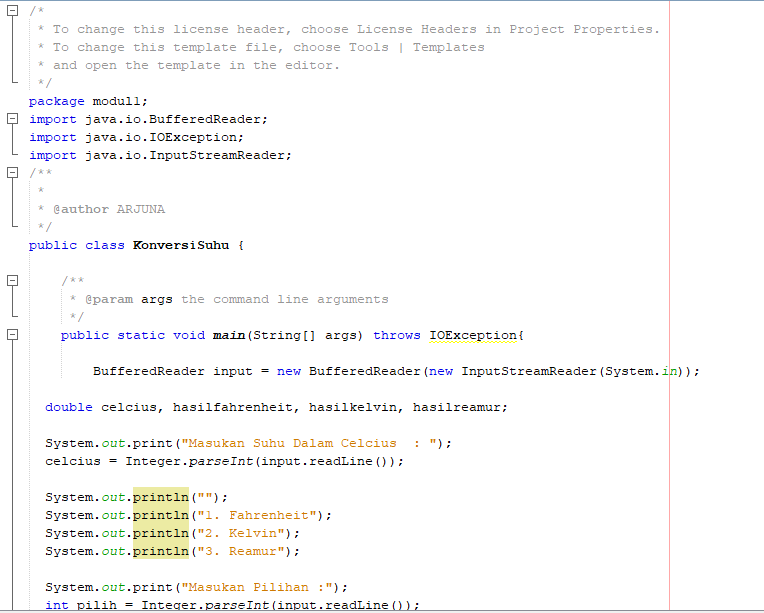 /*
 * To change this license header, choose License Headers in Project Properties.
 * To change this template file, choose Tools | Templates
 * and open the template in the editor.
 */
package modul1;
import java.io.BufferedReader;
import java.io.IOException;
import java.io.InputStreamReader;
/**
 *
 * @author ARJUNA
 */
public class KonversiSuhu {

    /**
     * @param args the command line arguments
     */
    public static void main(String[] args) throws IOException{

        BufferedReader input = new BufferedReader(new InputStreamReader(System.in));

  double celcius, hasilfahrenheit, hasilkelvin, hasilreamur;

  System.out.print("Masukan Suhu Dalam Celcius  : ");
  celcius = Integer.parseInt(input.readLine());

  System.out.println("");
  System.out.println("1. Fahrenheit");
  System.out.println("2. Kelvin");
  System.out.println("3. Reamur");

  System.out.print("Masukan Pilihan :");
  int pilih = Integer.parseInt(input.readLine());